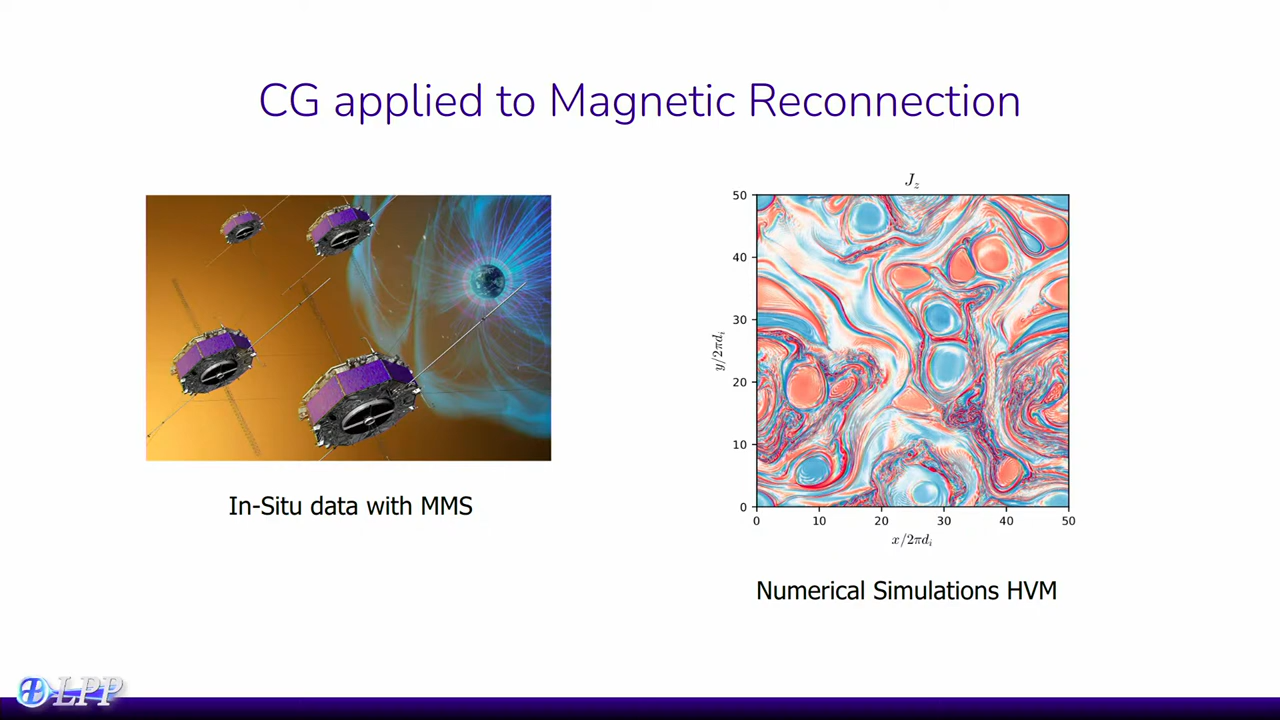 CG applied to Magnetic Reconnection
J_z
50
40
30
20
10
0
y/2πd_i
0 10 20 30 40 50
x/2πd_i
In-Situ data with MMS
Numerical Simulations HVM
LPP